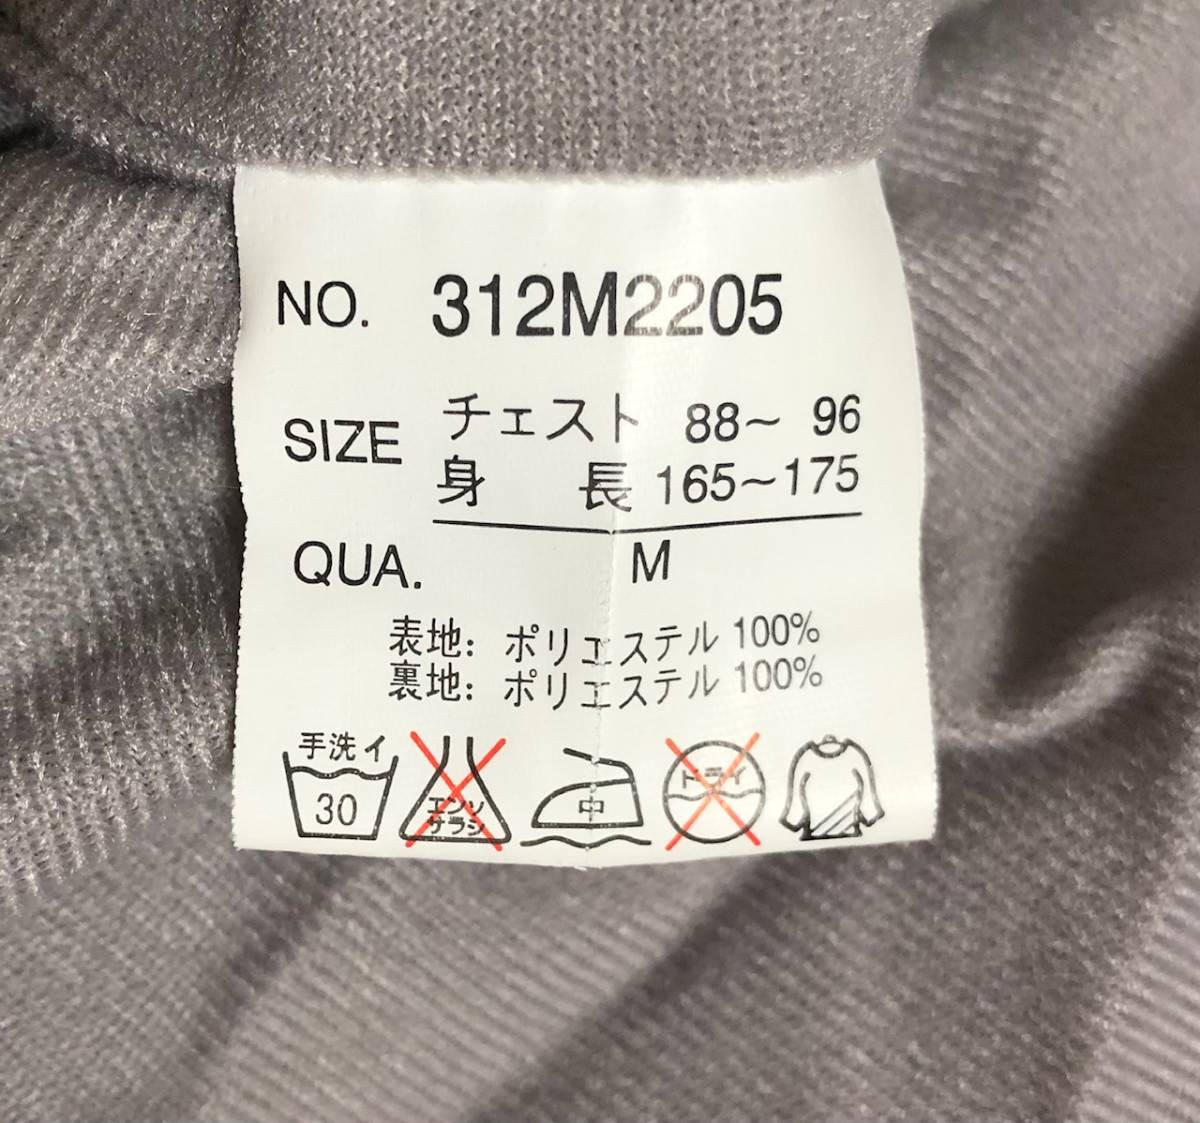 NO. 312M2205
SIZE チェスト 88～ 96
身 長 165～175
QUA. M
表地: ポリエステル 100%
裏地: ポリエステル 100%
手洗イ
30
エンソ
サラシ
中
ドライ